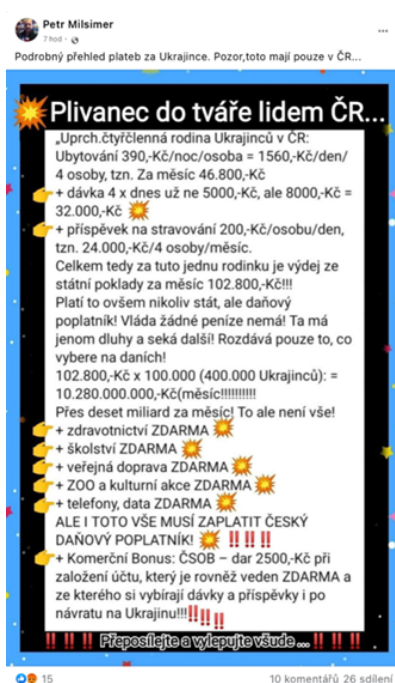 Petr Milsimer
7 hod ·
Podrobný přehled plateb za Ukrajince. Pozor,toto mají pouze v ČR...
Plivanec do tváře lidem ČR...
„Uprch.čtyřčlenná rodina Ukrajinců v ČR:
Ubytování 390,-Kč/noc/osoba = 1560,-Kč/den/
4 osoby, tzn. Za měsíc 46.800,-Kč
+ dávka 4 x dnes už ne 5000,-Kč, ale 8000,-Kč =
32.000,-Kč
+ příspěvek na stravování 200,-Kč/osobu/den,
tzn. 24.000,-Kč/4 osoby/měsíc.
Celkem tedy za tuto jednu rodinku je výdej ze
státní poklady za měsíc 102.800,-Kč!!!
Platí to ovšem nikoliv stát, ale daňový
poplatník! Vláda žádné peníze nemá! Ta má
jenom dluhy a seká další! Rozdává pouze to, co
vybere na daních!
102.800,-Kč x 100.000 (400.000 Ukrajinců): =
10.280.000.000,-Kč(měsíc!!!!!!!!!!
Přes deset miliard za měsíc! To ale není vše!
+ zdravotnictví ZDARMA
+ školství ZDARMA
+ veřejná doprava ZDARMA
+ ZOO a kulturní akce ZDARMA
+ telefony, data ZDARMA
ALE I TOTO VŠE MUSÍ ZAPLATIT ČESKÝ
DAŇOVÝ POPLATNÍK! ‼️‼️
+ Komerční Bonus: ČSOB – dar 2500,-Kč při
založení účtu, který je rovněž veden ZDARMA a
ze kterého si vybírají dávky a příspěvky i po
návratu na Ukrajinu!!!‼️‼️
‼️‼️ Přeposílejte a vylepujte všude... ‼️‼️
15
10 komentářů 26 sdílení